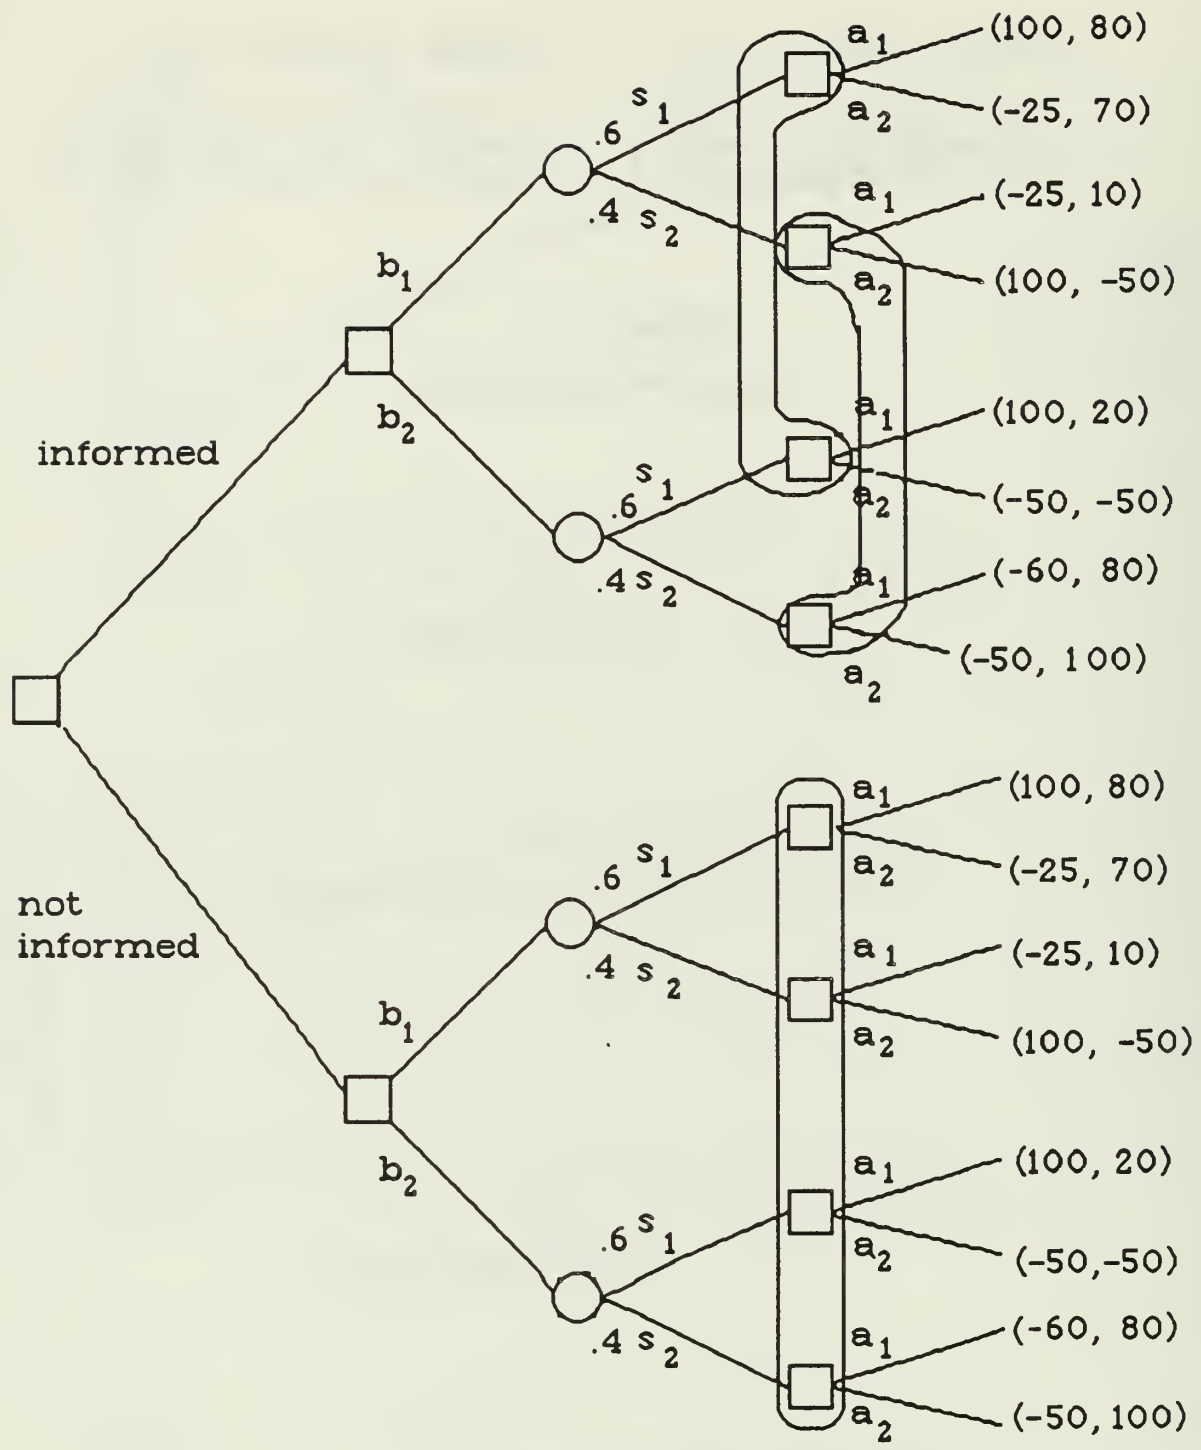 a1 (100, 80)
s1
.6
a2 (-25, 70)
a1 (-25, 10)
.4 s2
b1
a2 (100, -50)
b2
a1 (100, 20)
informed
s1
.6
a2 (-50, -50)
a1 (-60, 80)
.4 s2
a2 (-50, 100)
a1 (100, 80)
s1
.6
a2 (-25, 70)
not
informed
a1 (-25, 10)
.4 s2
b1
a2 (100, -50)
b2
a1 (100, 20)
.6 s1
a2 (-50,-50)
a1 (-60, 80)
.4 s2
a2 (-50,100)